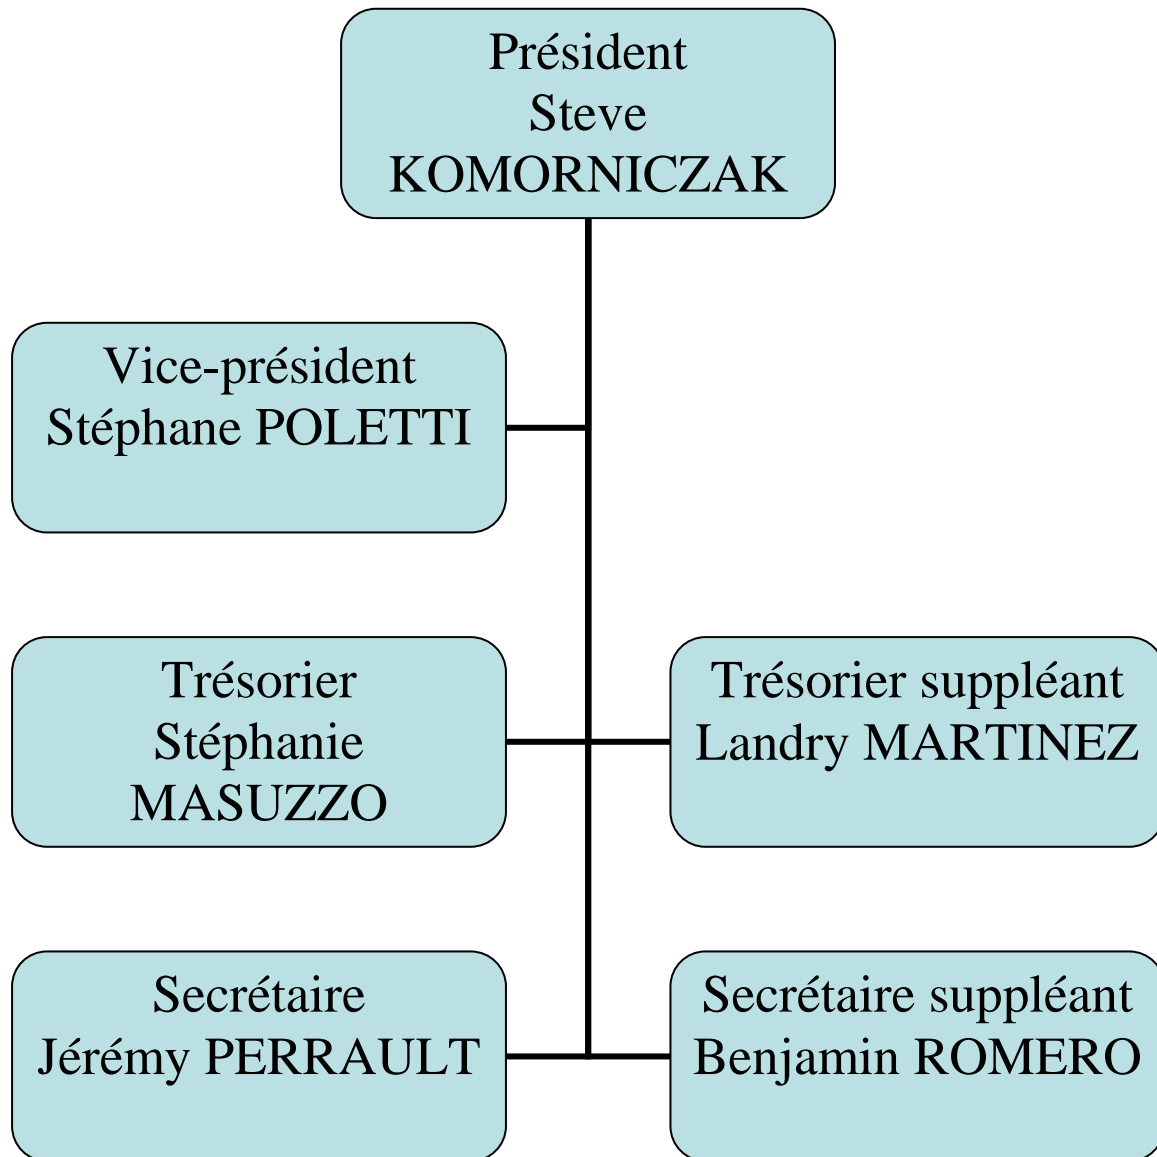 Président
Steve
KOMORNICZAK
Vice-président
Stéphane POLETTI
Trésorier
Stéphanie
MASUZZO
Trésorier suppléant
Landry MARTINEZ
Secrétaire
Jérémy PERRAULT
Secrétaire suppléant
Benjamin ROMERO